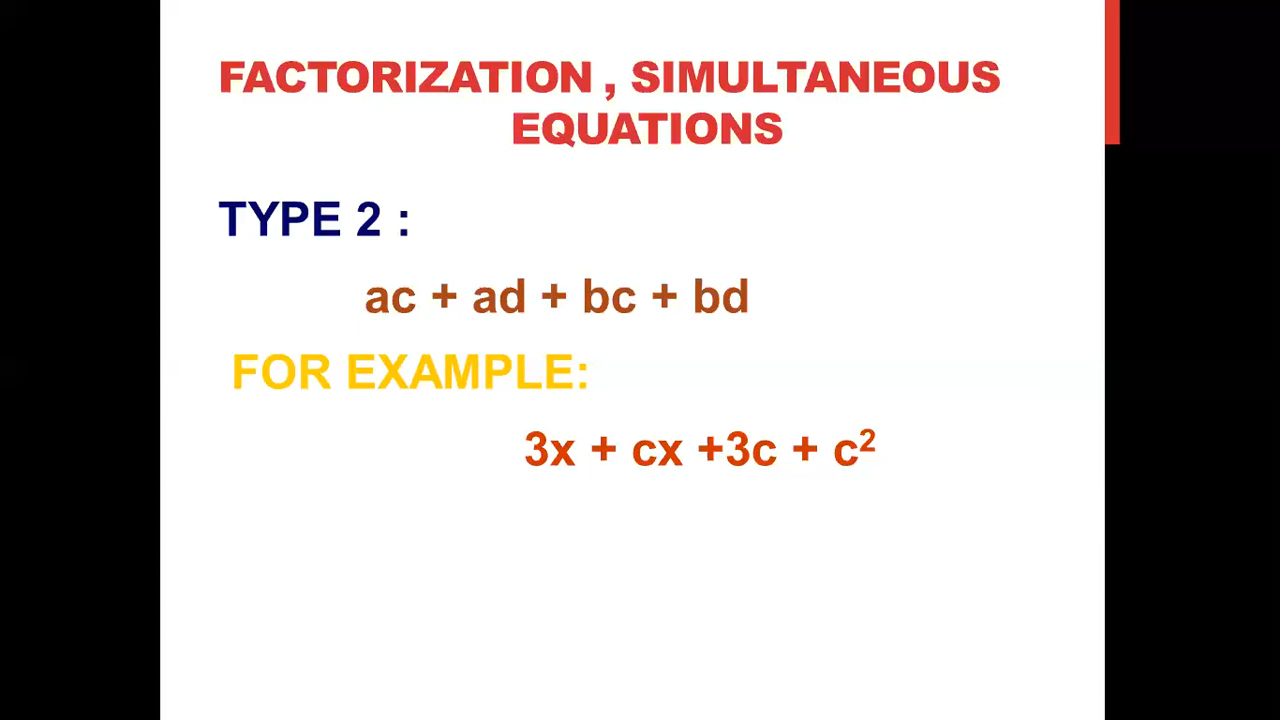 FACTORIZATION , SIMULTANEOUS
EQUATIONS
TYPE 2 :
ac + ad + bc + bd
FOR EXAMPLE:
3x + cx +3c + c²